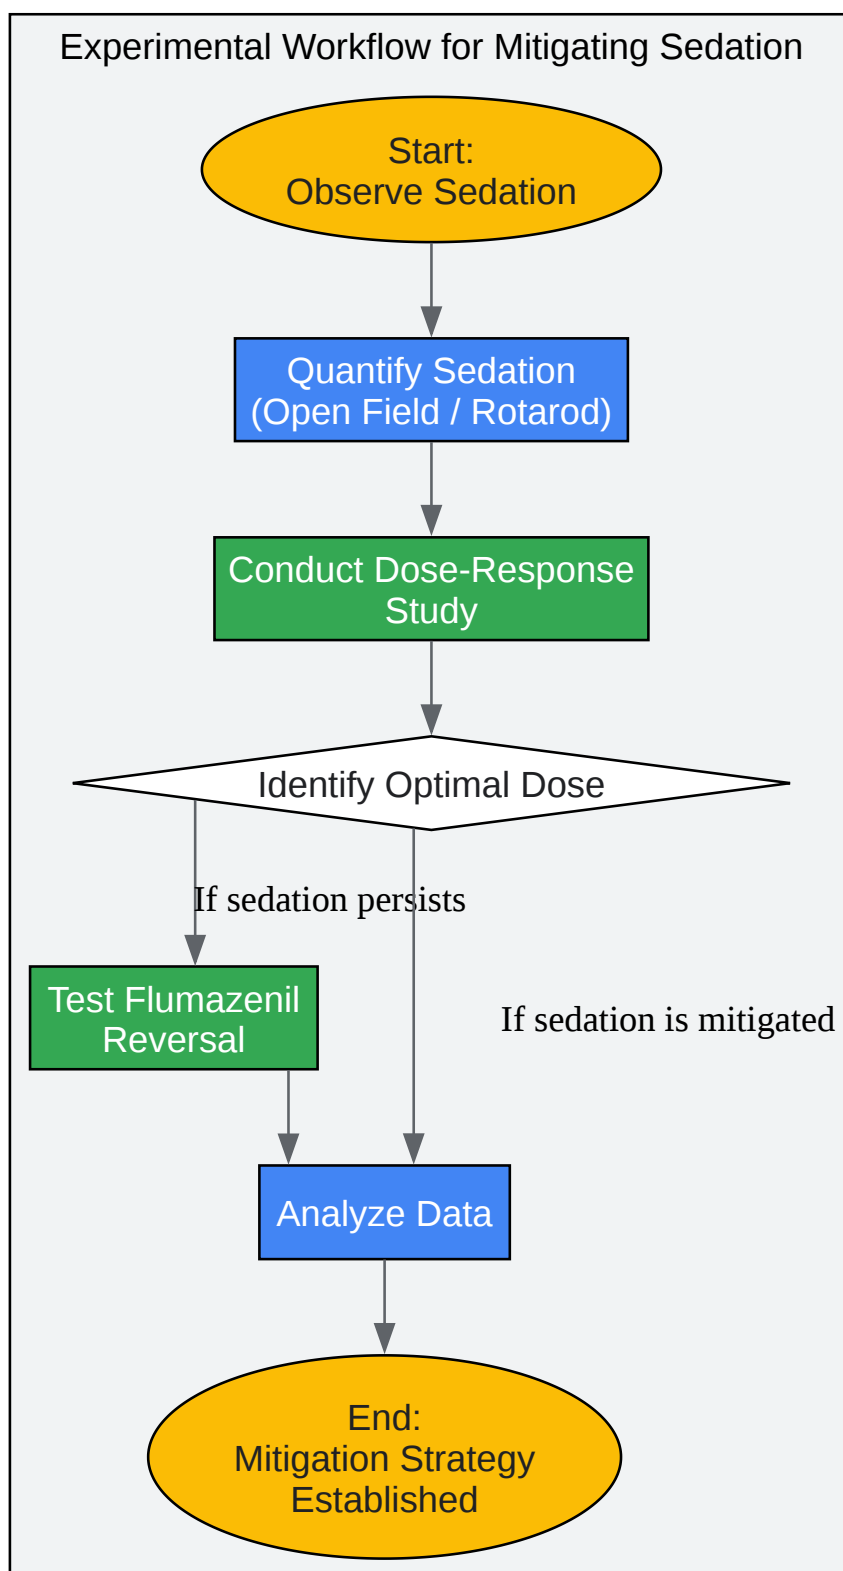 Experimental Workflow for Mitigating Sedation
Start:
Observe Sedation
Quantify Sedation
(Open Field / Rotarod)
Conduct Dose-Response
Study
Identify Optimal Dose
If sedation persists
Test Flumazenil
Reversal
If sedation is mitigated
Analyze Data
End:
Mitigation Strategy
Established